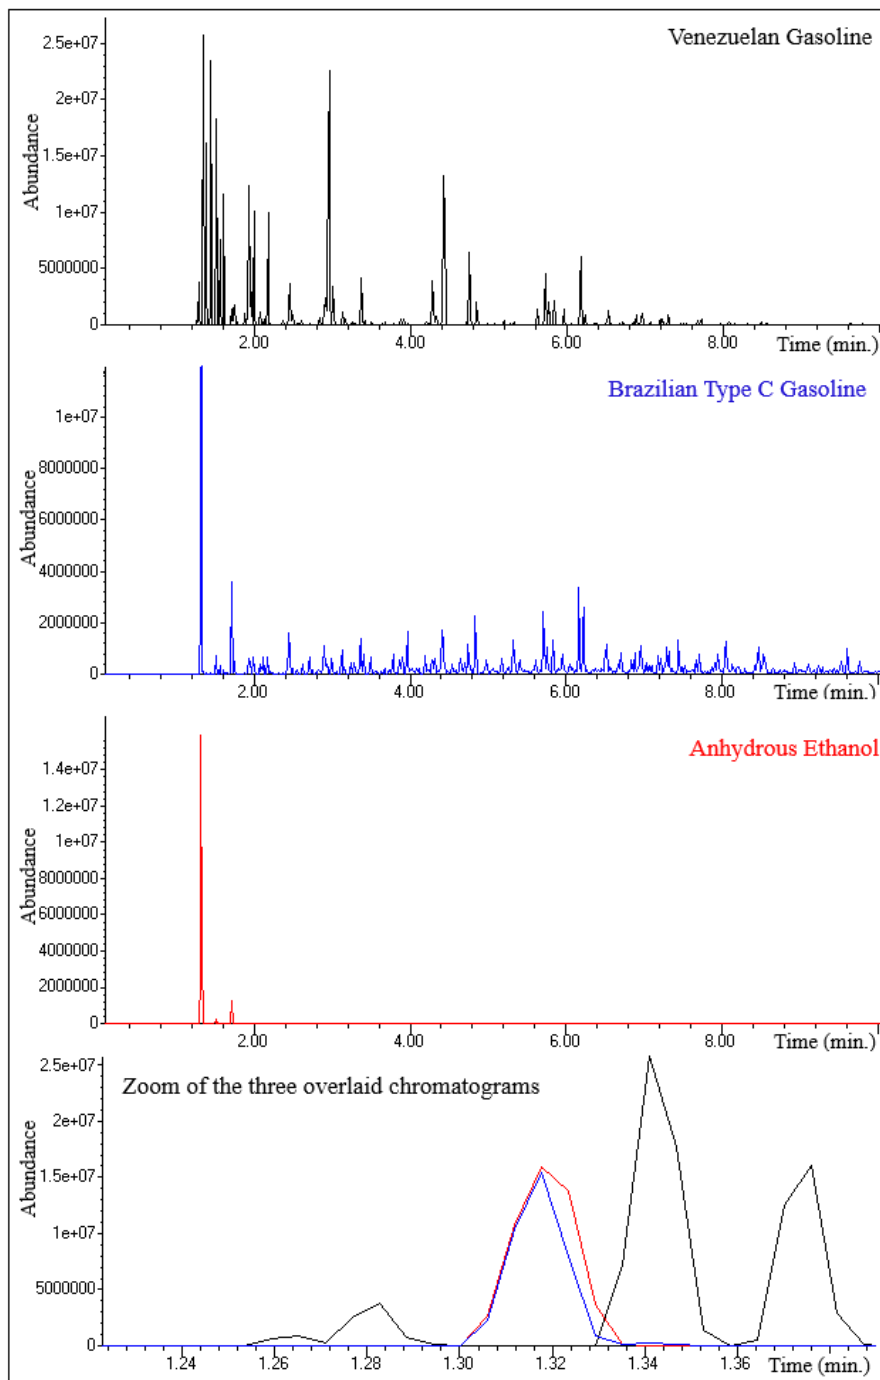 Venezuelan Gasoline
Abundance
2.5e+07
2e+07
1.5e+07
1e+07
5000000
0
2.00
4.00
6.00
8.00
Time (min.)
Brazilian Type C Gasoline
Abundance
1e+07
8000000
6000000
4000000
2000000
0
2.00
4.00
6.00
8.00
Time (min.)
Anhydrous Ethanol
Abundance
1.4e+07
1.2e+07
1e+07
8000000
6000000
4000000
2000000
0
2.00
4.00
6.00
8.00
Time (min.)
Zoom of the three overlaid chromatograms
Abundance
2.5e+07
2e+07
1.5e+07
1e+07
5000000
0
1.24
1.26
1.28
1.30
1.32
1.34
1.36
Time (min.)